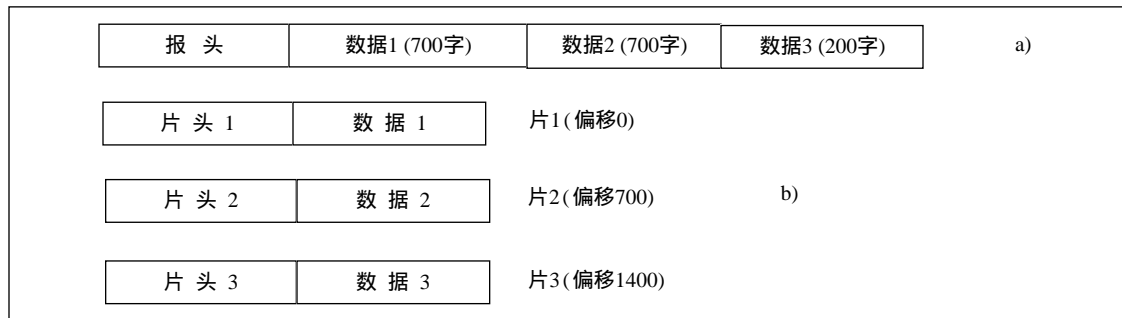 报 头 数据1 (700字) 数据2 (700字) 数据3 (200字) a)
片 头 1 数 据 1 片1( 偏移0)
片 头 2 数 据 2 片2( 偏移700) b)
片 头 3 数 据 3 片3( 偏移1400)